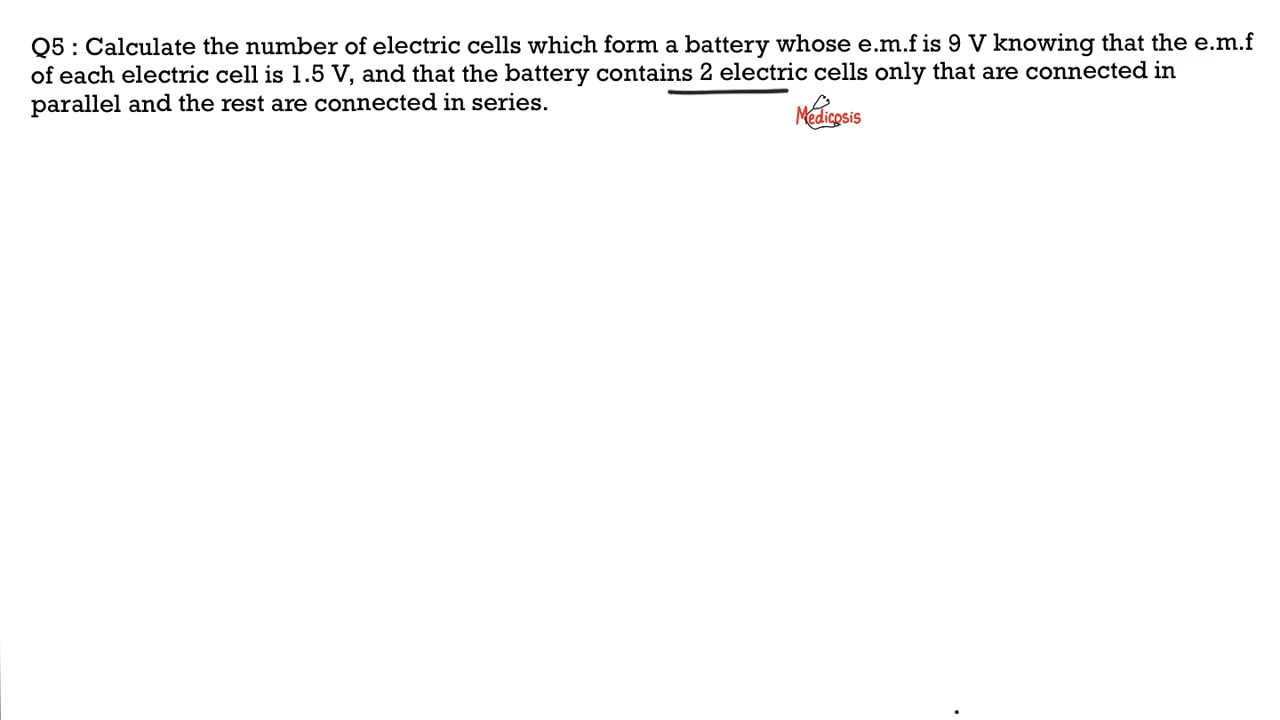 Q5 : Calculate the number of electric cells which form a battery whose e.m.f is 9 V knowing that the e.m.f
of each electric cell is 1.5 V, and that the battery contains 2 electric cells only that are connected in
parallel and the rest are connected in series.
Medicosis